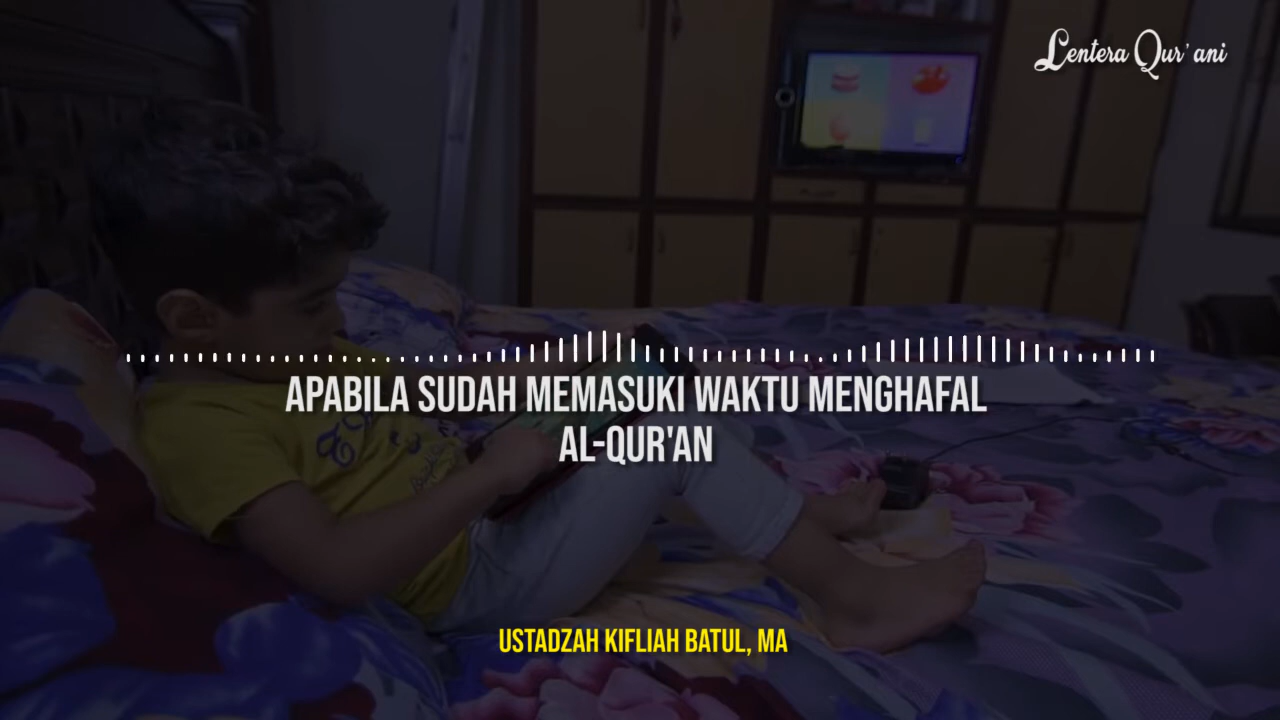 Lentera Qur'ani
APABILA SUDAH MEMASUKI WAKTU MENGHAFAL
AL-QUR'AN
USTADZAH KIFLIAH BATUL, MA